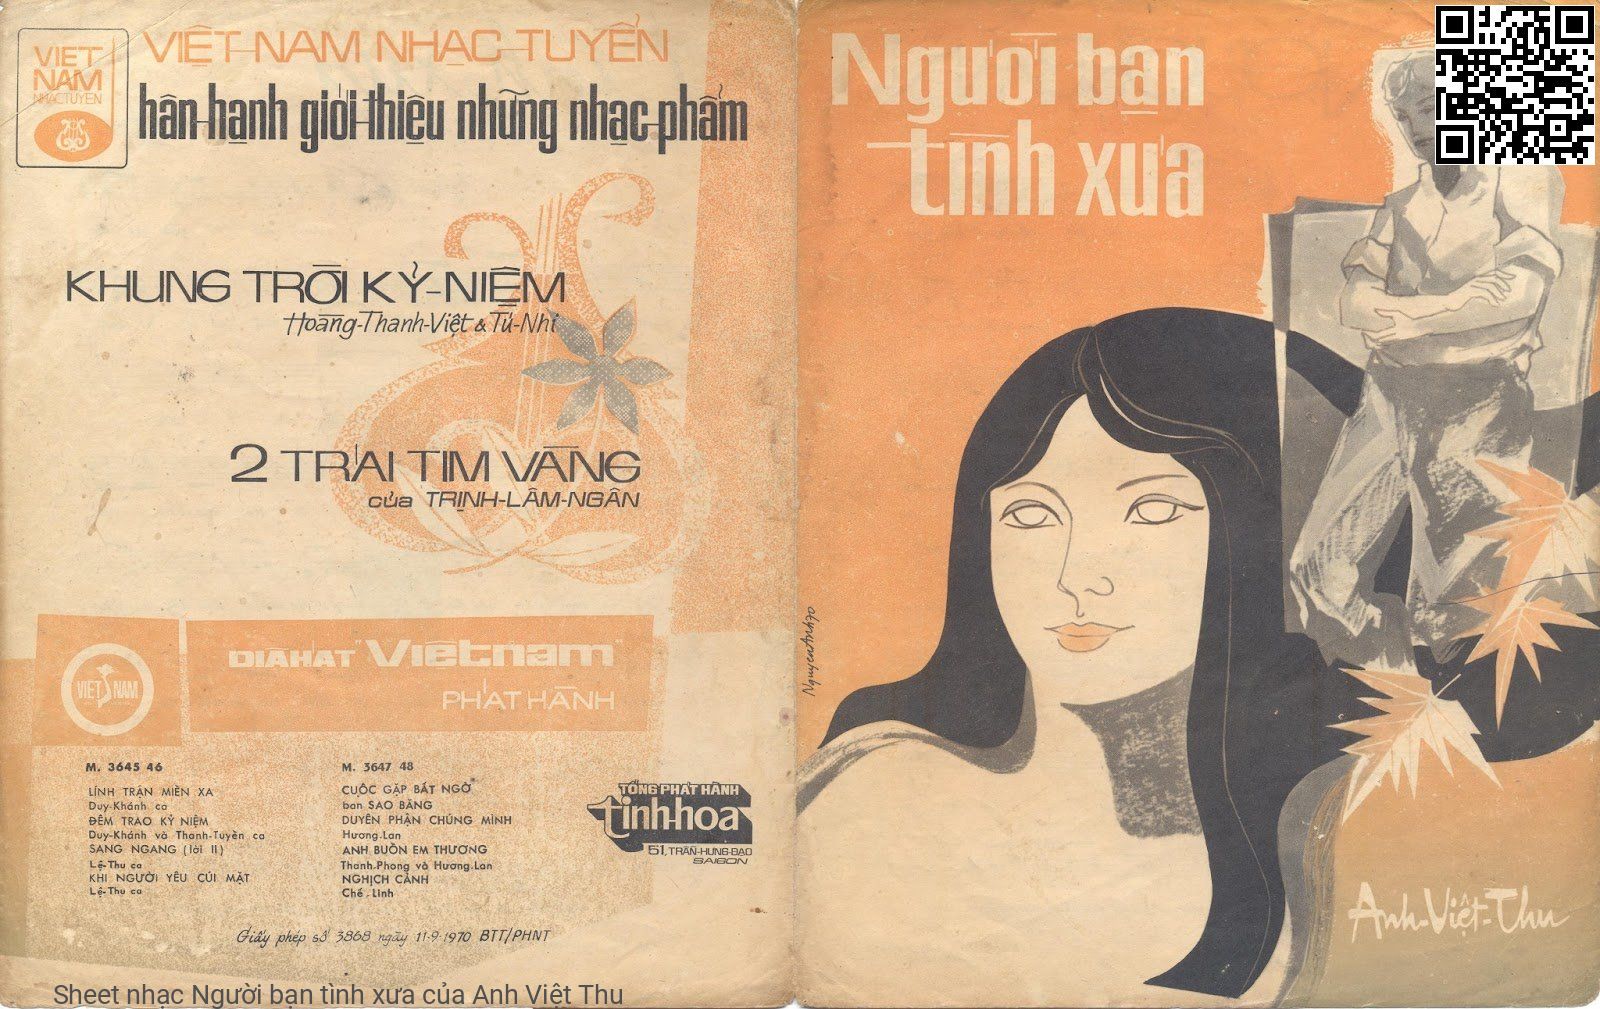 VIET
NAM
NHẠC TUYỂN
VIỆT-NAM NHẠC-TUYỂN
hân-hạnh giới-thiệu những nhạc-phẩm
KHUNG TRỜI KỶ-NIỆM
Hoàng-Thanh-Việt & Tú-Nhi
2 TRÁI TIM VÀNG
của TRỊNH-LÂM-NGÂN
VIỆT NAM
DIÃHÁT "Việtnam"
PHÁT HÀNH
M. 3645 46
LÍNH TRẬN MIỀN XA
Duy-Khánh ca
ĐÊM TRAO KỶ NIỆM
Duy-Khánh và Thanh-Tuyền ca
SANG NGANG (lời II)
Lệ-Thu ca
KHI NGƯỜI YÊU CÚI MẶT
Lệ-Thu ca
M. 3647 48
CUỘC GẶP BẤT NGỜ
ban SAO BĂNG
DUYÊN PHẬN CHÚNG MÌNH
Hương.Lan
ANH BUỒN EM THƯƠNG
Thanh.Phong và Hương.Lan
NGHỊCH CẢNH
Chế.Linh
TỔNG PHÁT HÀNH
tinh-hoa
51, TRẦN-HƯNG-ĐẠO
SAIGON
Giấy phép số 3868 ngày 11-9-1970 BTT/PHNT
Sheet nhạc Người bạn tình xưa của Anh Việt Thu
Người bạn
tình xưa
NguyenAnh70
Anh-Việt-Thu